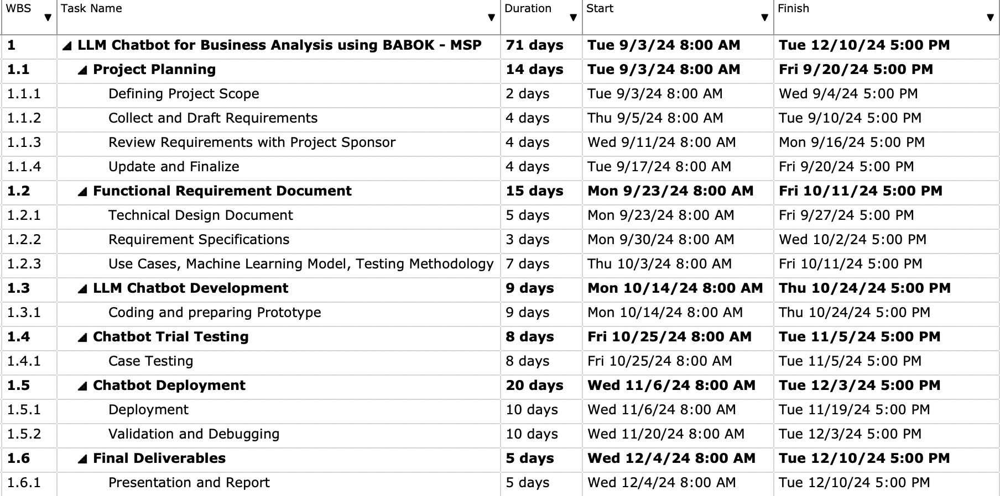 WBS Task Name Duration Start Finish
1 LLM Chatbot for Business Analysis using BABOK - MSP 71 days Tue 9/3/24 8:00 AM Tue 12/10/24 5:00 PM
1.1 Project Planning 14 days Tue 9/3/24 8:00 AM Fri 9/20/24 5:00 PM
1.1.1 Defining Project Scope 2 days Tue 9/3/24 8:00 AM Wed 9/4/24 5:00 PM
1.1.2 Collect and Draft Requirements 4 days Thu 9/5/24 8:00 AM Tue 9/10/24 5:00 PM
1.1.3 Review Requirements with Project Sponsor 4 days Wed 9/11/24 8:00 AM Mon 9/16/24 5:00 PM
1.1.4 Update and Finalize 4 days Tue 9/17/24 8:00 AM Fri 9/20/24 5:00 PM
1.2 Functional Requirement Document 15 days Mon 9/23/24 8:00 AM Fri 10/11/24 5:00 PM
1.2.1 Technical Design Document 5 days Mon 9/23/24 8:00 AM Fri 9/27/24 5:00 PM
1.2.2 Requirement Specifications 3 days Mon 9/30/24 8:00 AM Wed 10/2/24 5:00 PM
1.2.3 Use Cases, Machine Learning Model, Testing Methodology 7 days Thu 10/3/24 8:00 AM Fri 10/11/24 5:00 PM
1.3 LLM Chatbot Development 9 days Mon 10/14/24 8:00 AM Thu 10/24/24 5:00 PM
1.3.1 Coding and preparing Prototype 9 days Mon 10/14/24 8:00 AM Thu 10/24/24 5:00 PM
1.4 Chatbot Trial Testing 8 days Fri 10/25/24 8:00 AM Tue 11/5/24 5:00 PM
1.4.1 Case Testing 8 days Fri 10/25/24 8:00 AM Tue 11/5/24 5:00 PM
1.5 Chatbot Deployment 20 days Wed 11/6/24 8:00 AM Tue 12/3/24 5:00 PM
1.5.1 Deployment 10 days Wed 11/6/24 8:00 AM Tue 11/19/24 5:00 PM
1.5.2 Validation and Debugging 10 days Wed 11/20/24 8:00 AM Tue 12/3/24 5:00 PM
1.6 Final Deliverables 5 days Wed 12/4/24 8:00 AM Tue 12/10/24 5:00 PM
1.6.1 Presentation and Report 5 days Wed 12/4/24 8:00 AM Tue 12/10/24 5:00 PM